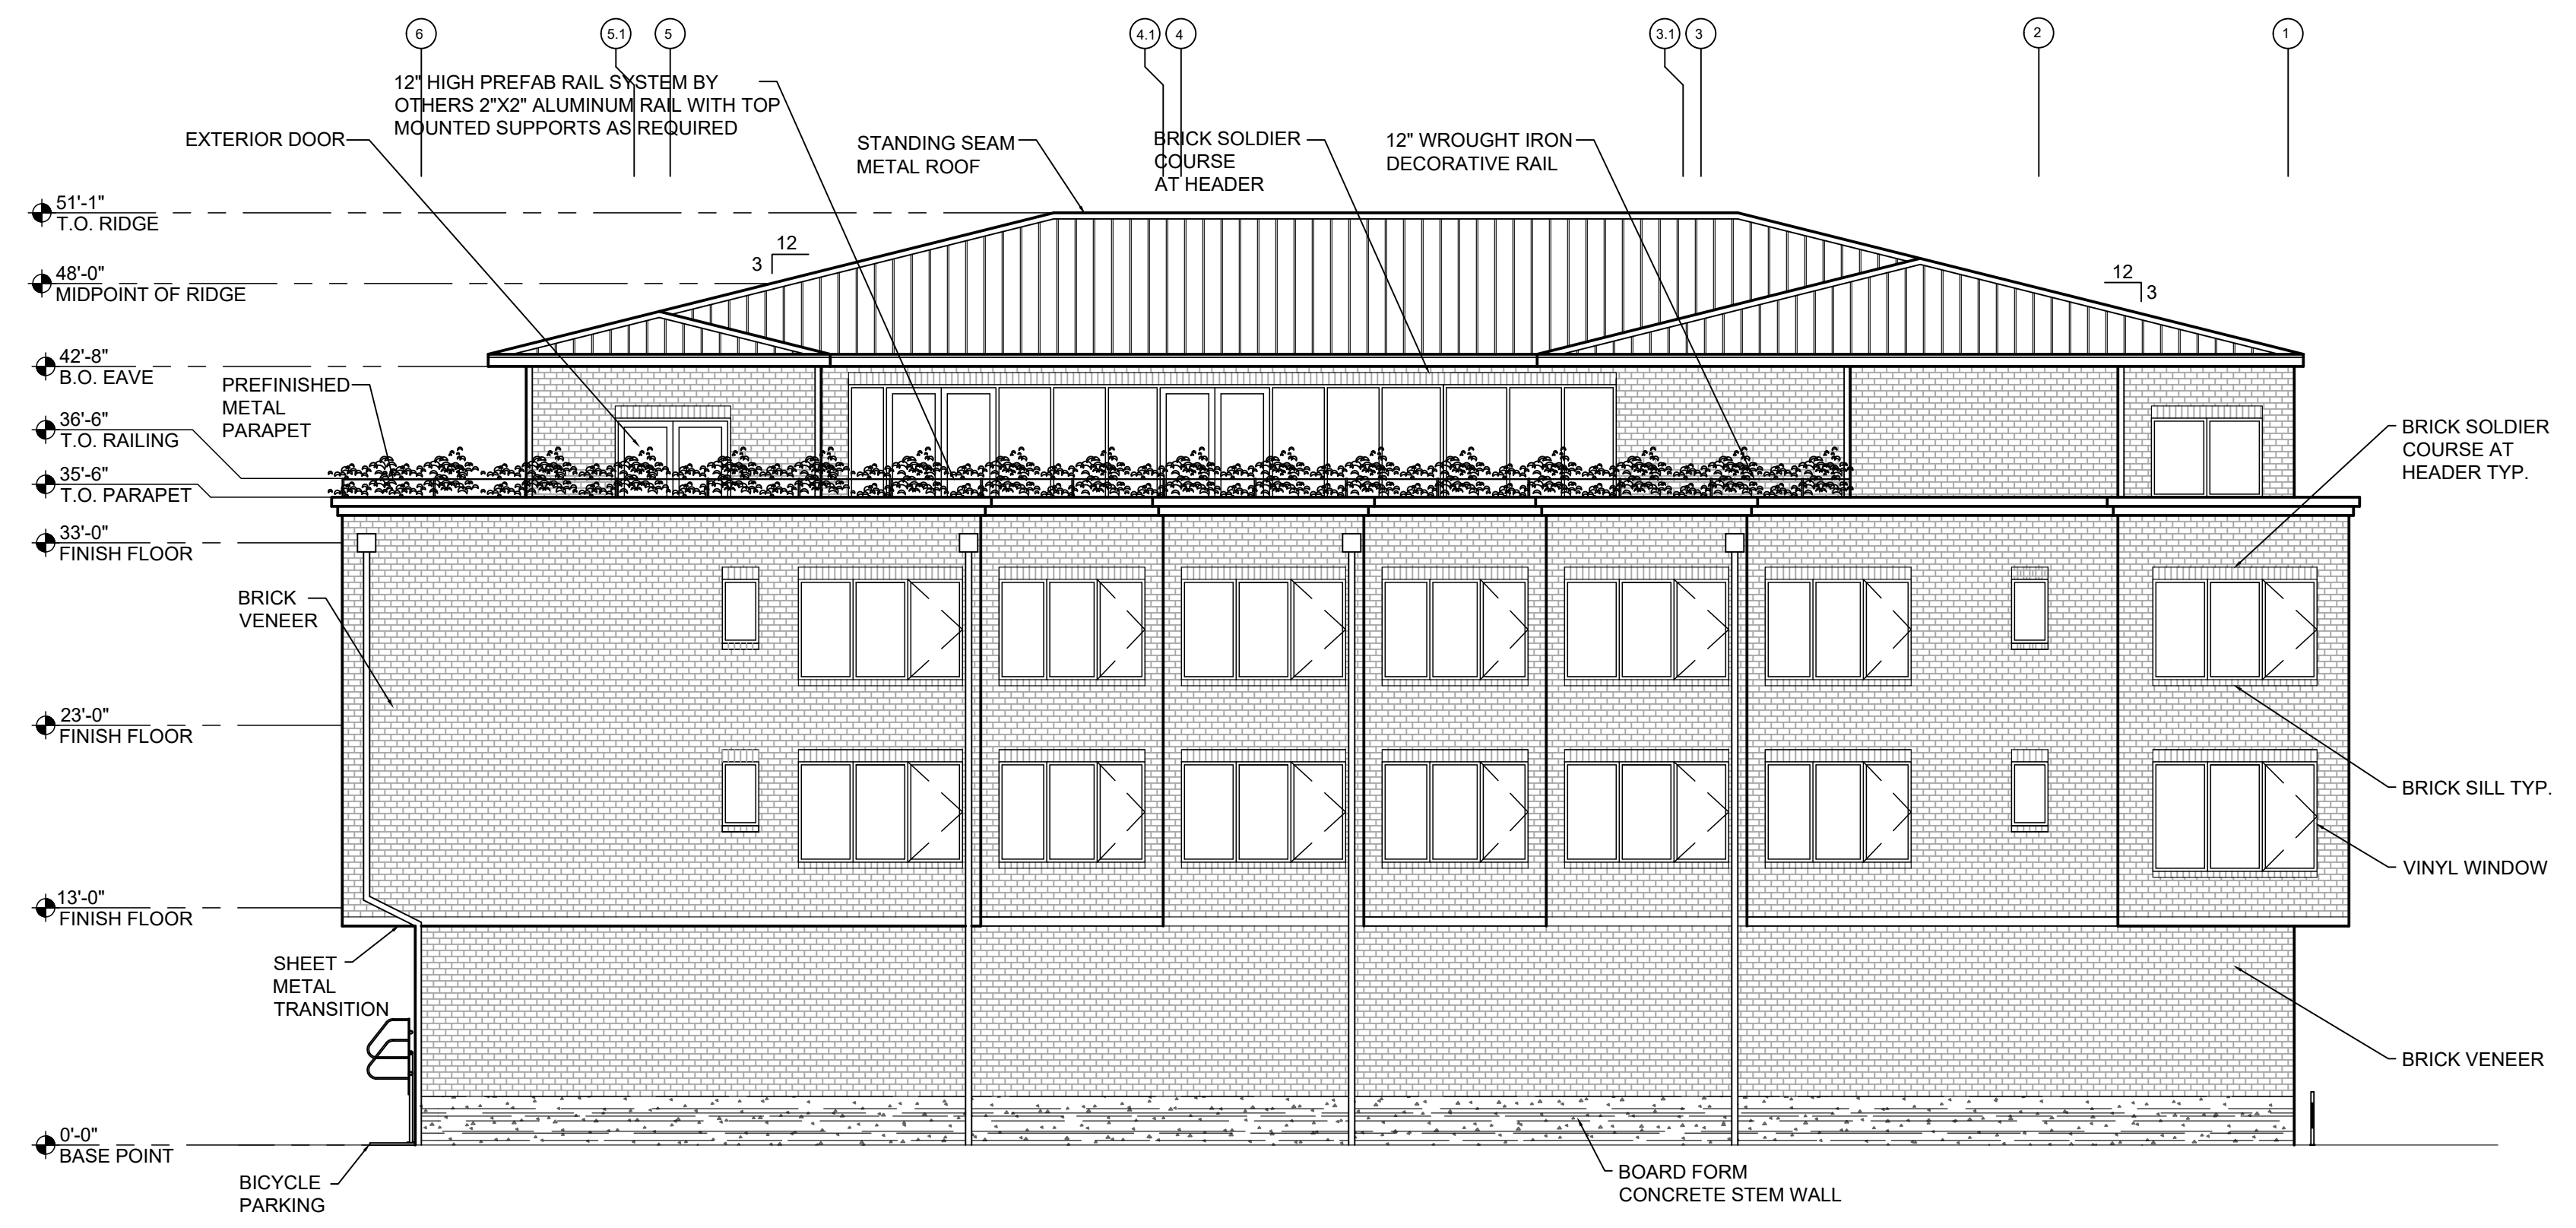 6
5.1
5
4.1
4
3.1
3
2
1
12" HIGH PREFAB RAIL SYSTEM BY
OTHERS 2"X2" ALUMINUM RAIL WITH TOP
MOUNTED SUPPORTS AS REQUIRED
EXTERIOR DOOR
STANDING SEAM
METAL ROOF
BRICK SOLDIER
COURSE
AT HEADER
12" WROUGHT IRON
DECORATIVE RAIL
51'-1"
T.O. RIDGE
12
3
48'-0"
MIDPOINT OF RIDGE
12
3
42'-8"
B.O. EAVE
PREFINISHED
METAL
PARAPET
36'-6"
T.O. RAILING
BRICK SOLDIER
COURSE AT
HEADER TYP.
35'-6"
T.O. PARAPET
33'-0"
FINISH FLOOR
BRICK
VENEER
23'-0"
FINISH FLOOR
BRICK SILL TYP.
VINYL WINDOW
13'-0"
FINISH FLOOR
SHEET
METAL
TRANSITION
BRICK VENEER
0'-0"
BASE POINT
BICYCLE
PARKING
BOARD FORM
CONCRETE STEM WALL